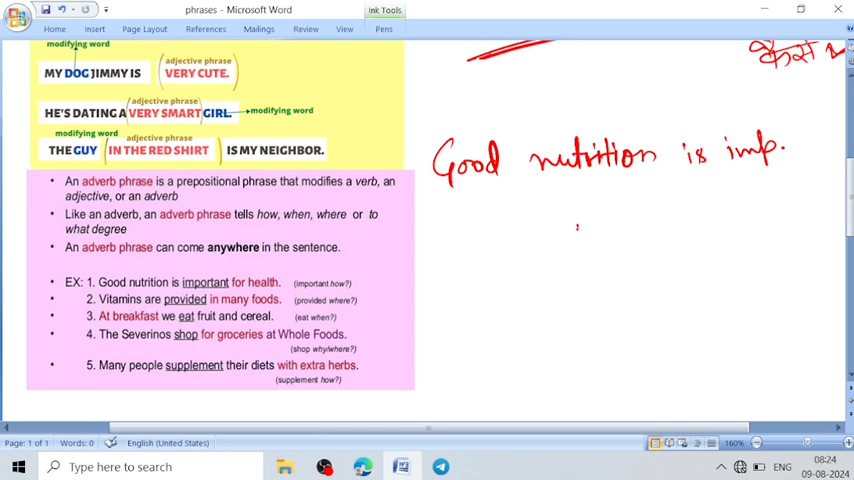 phrases - Microsoft Word
Ink Tools
Home Insert Page Layout References Mailings Review View Pens
modifying word
adjective phrase
MY DOG JIMMY IS VERY CUTE.
adjective phrase
HE'S DATING A VERY SMART GIRL. modifying word
modifying word
adjective phrase
THE GUY IN THE RED SHIRT IS MY NEIGHBOR.
• An adverb phrase is a prepositional phrase that modifies a verb, an
adjective, or an adverb
• Like an adverb, an adverb phrase tells how, when, where or to
what degree
• An adverb phrase can come anywhere in the sentence.
• EX: 1. Good nutrition is important for health. (important how?)
• 2. Vitamins are provided in many foods. (provided where?)
• 3. At breakfast we eat fruit and cereal. (eat when?)
• 4. The Severinos shop for groceries at Whole Foods.
(shop why/where?)
• 5. Many people supplement their diets with extra herbs.
(supplement how?)
Good nutrition is imp.
Page: 1 of 1 Words: 0 English (United States) 160%
Type here to search
ENG
08:24
09-08-2024